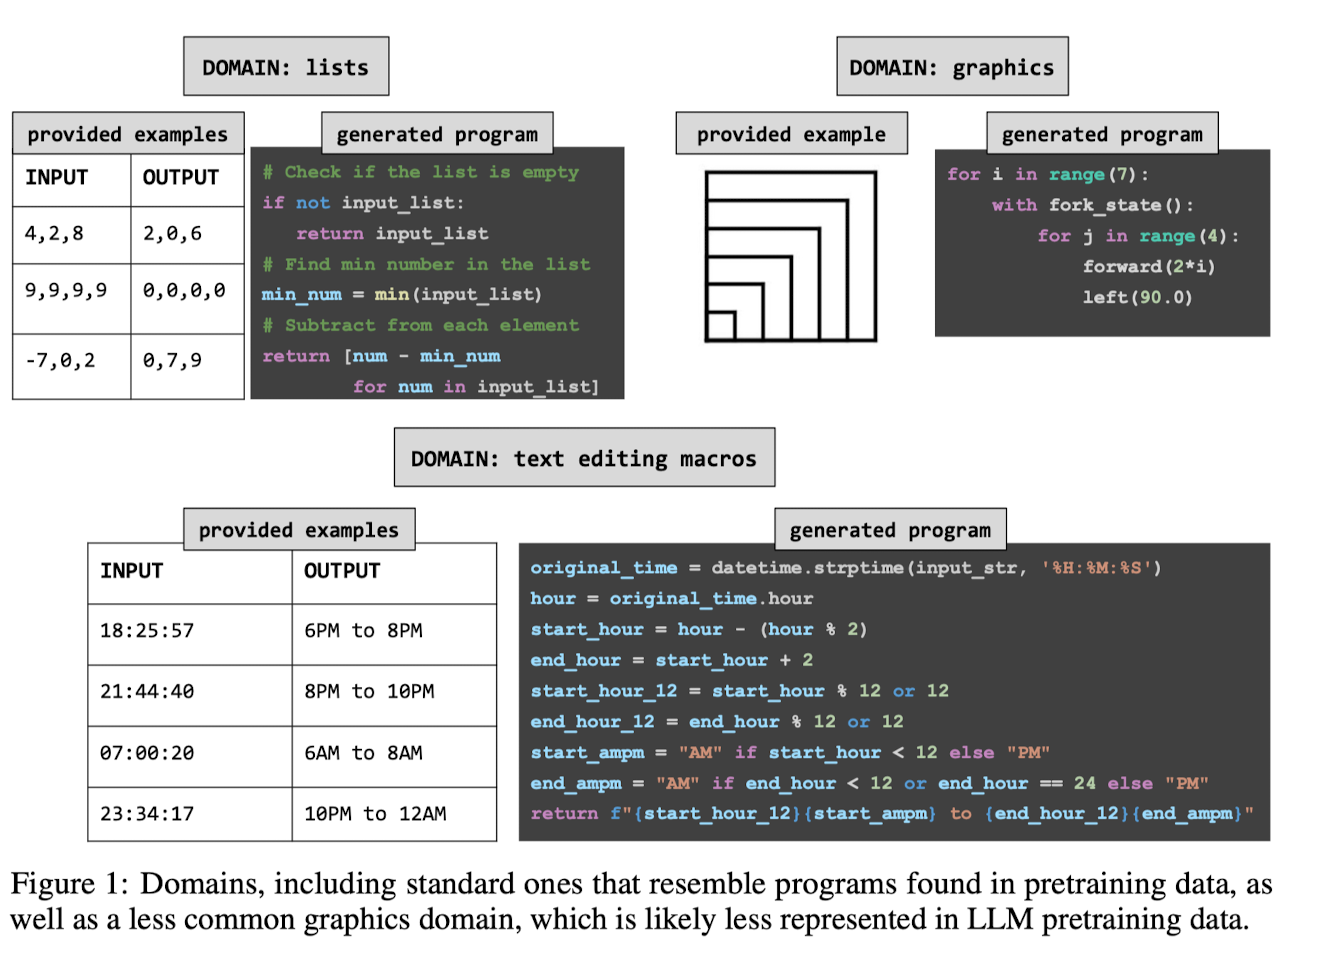 DOMAIN: lists
provided examples
INPUT OUTPUT
4,2,8 2,0,6
9,9,9,9 0,0,0,0
-7,0,2 0,7,9
generated program
# Check if the list is empty
if not input_list:
return input_list
# Find min number in the list
min_num = min(input_list)
# Subtract from each element
return [num - min_num
for num in input_list]
DOMAIN: graphics
provided example
generated program
for i in range(7):
with fork_state():
for j in range(4):
forward(2*i)
left(90.0)
DOMAIN: text editing macros
provided examples
INPUT OUTPUT
18:25:57 6PM to 8PM
21:44:40 8PM to 10PM
07:00:20 6AM to 8AM
23:34:17 10PM to 12AM
generated program
original_time = datetime.strptime(input_str, '%H:%M:%S')
hour = original_time.hour
start_hour = hour - (hour % 2)
end_hour = start_hour + 2
start_hour_12 = start_hour % 12 or 12
end_hour_12 = end_hour % 12 or 12
start_ampm = "AM" if start_hour < 12 else "PM"
end_ampm = "AM" if end_hour < 12 or end_hour == 24 else "PM"
return f"{start_hour_12}{start_ampm} to {end_hour_12}{end_ampm}"
Figure 1: Domains, including standard ones that resemble programs found in pretraining data, as
well as a less common graphics domain, which is likely less represented in LLM pretraining data.